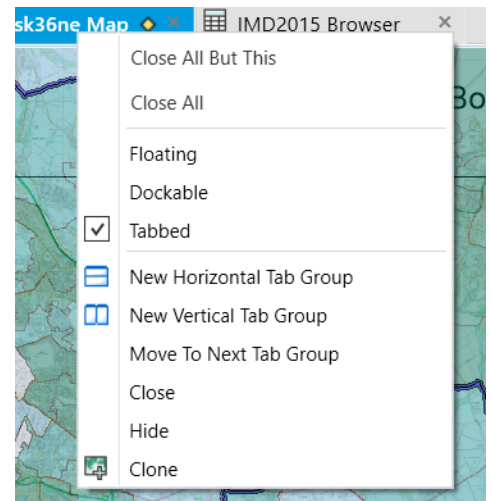 sk36ne Map
IMD2015 Browser
Close All But This
Close All
Bo
Floating
Dockable
Tabbed
New Horizontal Tab Group
New Vertical Tab Group
Move To Next Tab Group
Close
Hide
Clone